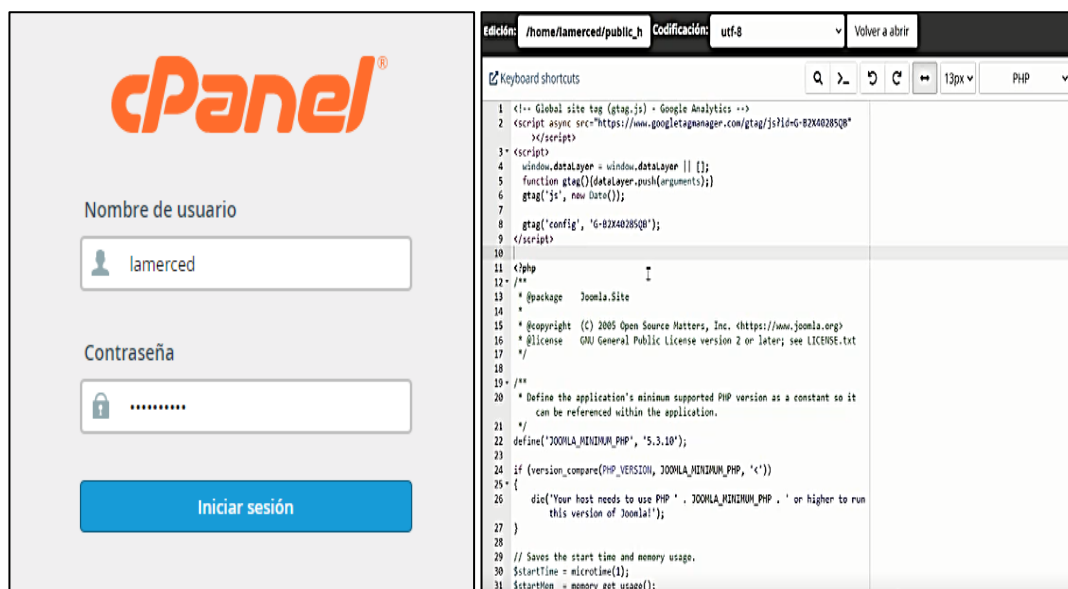 cPanel®
Nombre de usuario
lamerced
Contraseña
••••••••••
Iniciar sesión
Edición: /home/lamerced/public_h Codificación: utf-8 Volver a abrir
Keyboard shortcuts 13px PHP
1 <!-- Global site tag (gtag.js) - Google Analytics -->
2 <script async src="https://www.googletagmanager.com/gtag/js?id=G-B2X40285QB"
></script>
3 <script>
4 window.dataLayer = window.dataLayer || [];
5 function gtag(){dataLayer.push(arguments);}
6 gtag('js', new Date());
7
8 gtag('config', 'G-B2X40285QB');
9 </script>
10
11 <?php
12 /**
13 * @package Joomla.Site
14 *
15 * @copyright (C) 2005 Open Source Matters, Inc. <https://www.joomla.org>
16 * @license GNU General Public License version 2 or later; see LICENSE.txt
17 */
18
19 /**
20 * Define the application's minimum supported PHP version as a constant so it
can be referenced within the application.
21 */
22 define('JOOMLA_MINIMUM_PHP', '5.3.10');
23
24 if (version_compare(PHP_VERSION, JOOMLA_MINIMUM_PHP, '<'))
25 {
26 die('Your host needs to use PHP ' . JOOMLA_MINIMUM_PHP . ' or higher to run
this version of Joomla!');
27 }
28
29 // Saves the start time and memory usage.
30 $startTime = microtime(1);
31 $startMem = memory_get_usage();